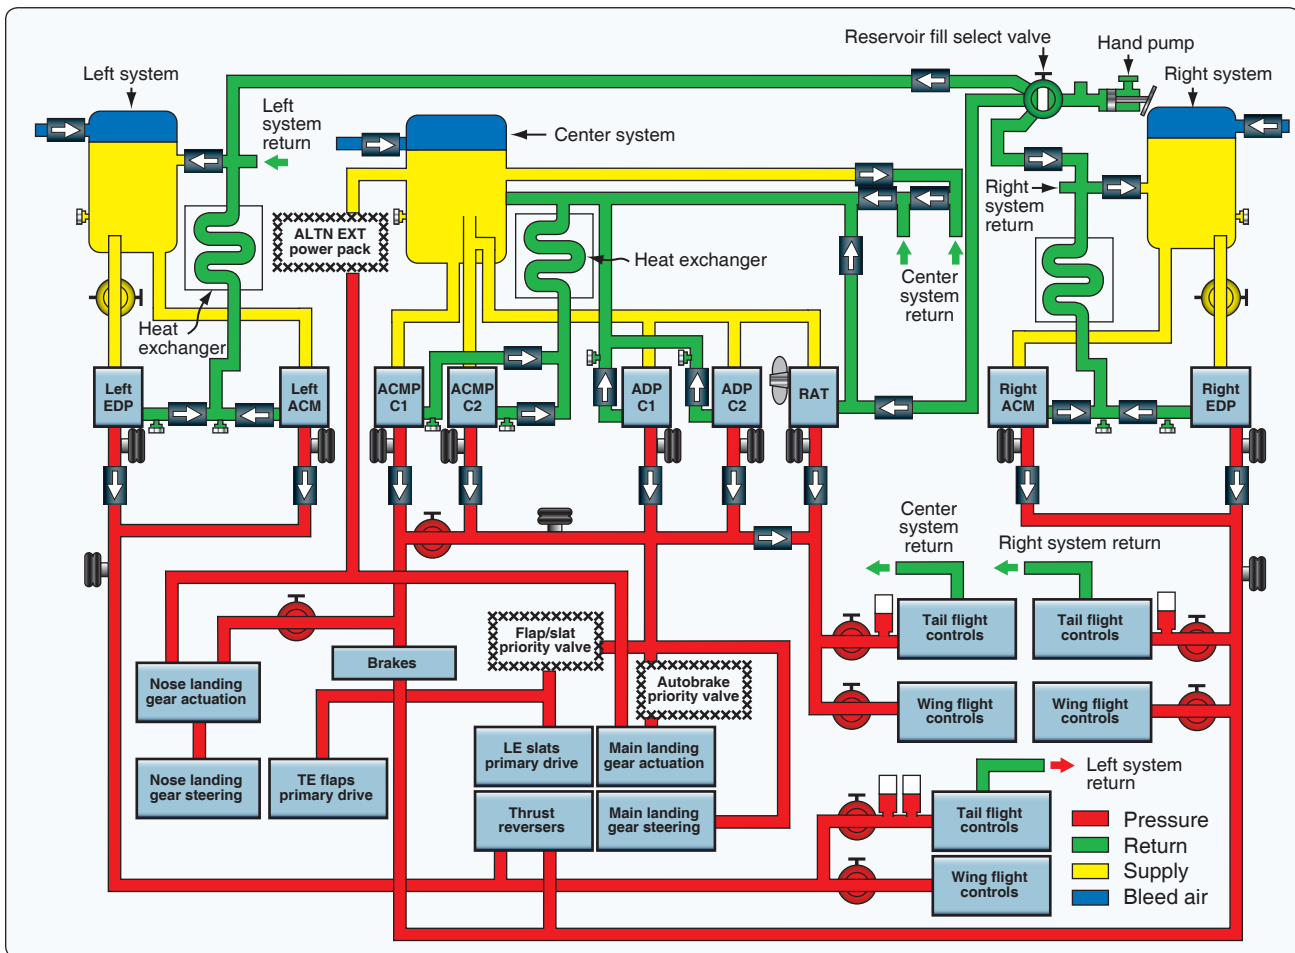 Reservoir fill select valve
Hand pump
Left system
Right system
Left
system
return
Center system
Right
system
return
ALTN EXT
power pack
Heat exchanger
Center
system
return
Heat
exchanger
Left
EDP
Left
ACM
ACMP
C1
ACMP
C2
ADP
C1
ADP
C2
RAT
Right
ACM
Right
EDP
Center
system
return
Right system return
Flap/slat
priority valve
Tail flight
controls
Tail flight
controls
Brakes
Nose landing
gear actuation
Autobrake
priority valve
Wing flight
controls
Wing flight
controls
Nose landing
gear steering
TE flaps
primary drive
LE slats
primary drive
Main landing
gear actuation
Left system
return
Thrust
reversers
Main landing
gear steering
Tail flight
controls
Wing flight
controls
Pressure
Return
Supply
Bleed air